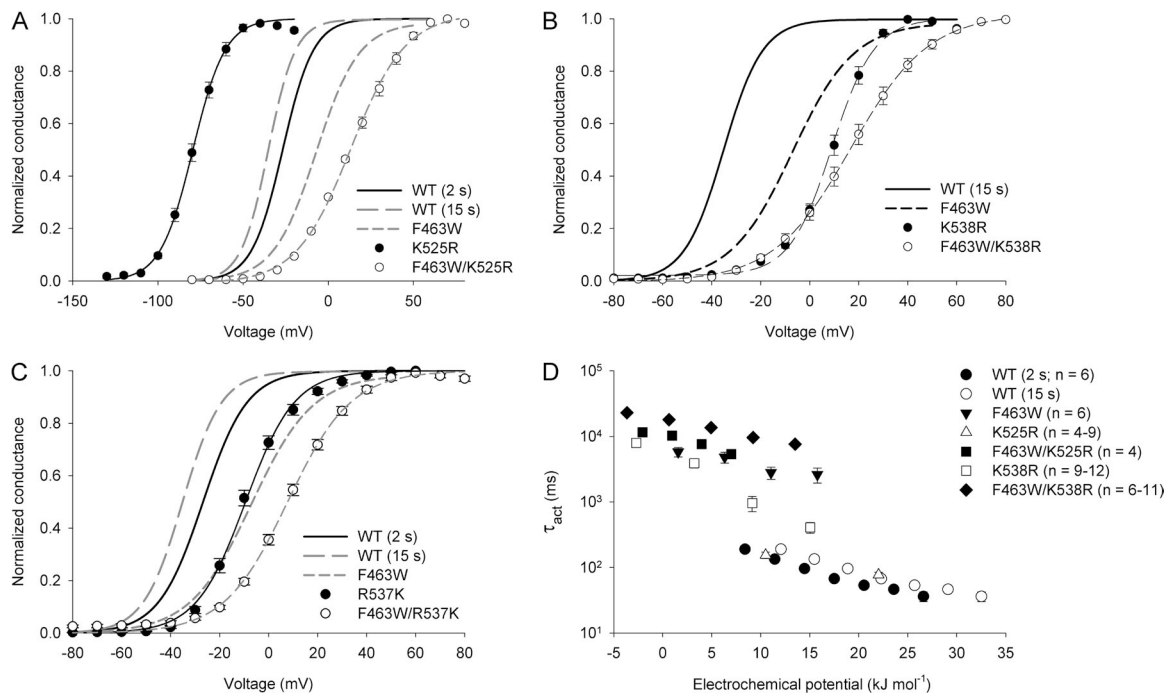 A
Normalized conductance
1.0
0.8
0.6
0.4
0.2
0.0
-150
-100
-50
0
50
Voltage (mV)
WT (2 s)
WT (15 s)
F463W
K525R
F463W/K525R
B
Normalized conductance
1.0
0.8
0.6
0.4
0.2
0.0
-80
-60
-40
-20
0
20
40
60
80
Voltage (mV)
WT (15 s)
F463W
K538R
F463W/K538R
C
Normalized conductance
1.0
0.8
0.6
0.4
0.2
0.0
-80
-60
-40
-20
0
20
40
60
80
Voltage (mV)
WT (2 s)
WT (15 s)
F463W
R537K
F463W/R537K
D
τact (ms)
10⁵
10⁴
10³
10²
10¹
-5
0
5
10
15
20
25
30
35
Electrochemical potential (kJ mol⁻¹)
WT (2 s; n = 6)
WT (15 s)
F463W (n = 6)
K525R (n = 4-9)
F463W/K525R (n = 4)
K538R (n = 9-12)
F463W/K538R (n = 6-11)